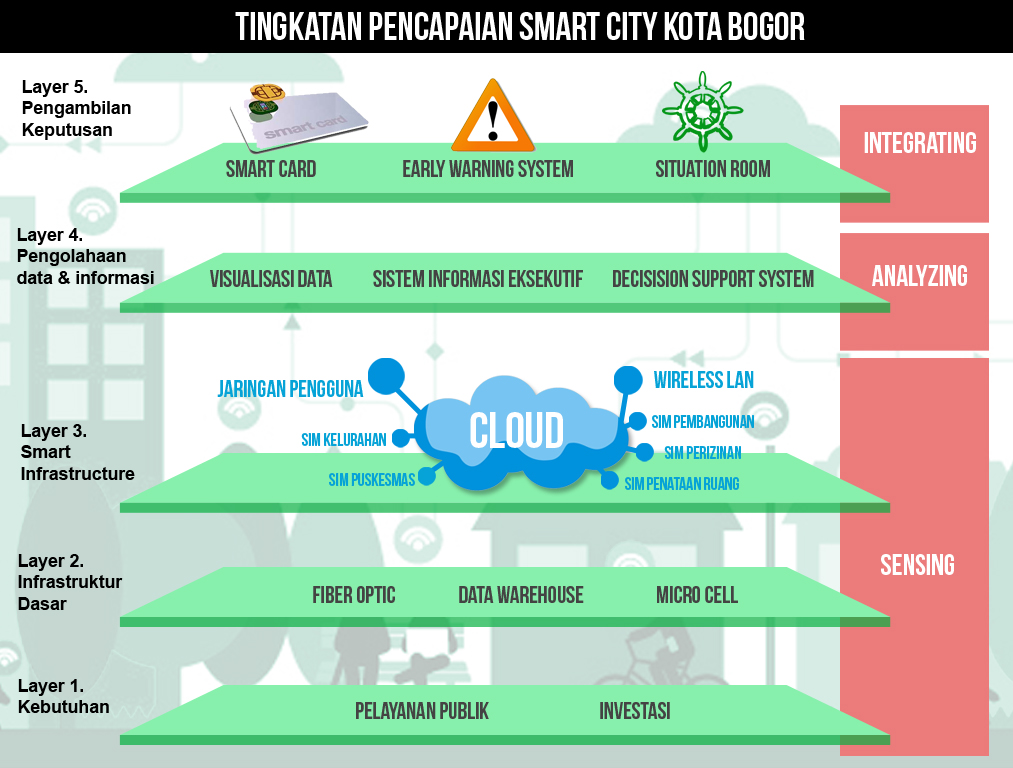 TINGKATAN PENCAPAIAN SMART CITY KOTA BOGOR
Layer 5.
Pengambilan
Keputusan
smart card
SMART CARD
EARLY WARNING SYSTEM
SITUATION ROOM
INTEGRATING
Layer 4.
Pengolahaan
data & informasi
VISUALISASI DATA
SISTEM INFORMASI EKSEKUTIF
DECISISION SUPPORT SYSTEM
ANALYZING
JARINGAN PENGGUNA
WIRELESS LAN
CLOUD
SIM KELURAHAN
SIM PEMBANGUNAN
SIM PERIZINAN
SIM PUSKESMAS
SIM PENATAAN RUANG
Layer 3.
Smart
Infrastructure
SENSING
Layer 2.
Infrastruktur
Dasar
FIBER OPTIC
DATA WAREHOUSE
MICRO CELL
Layer 1.
Kebutuhan
PELAYANAN PUBLIK
INVESTASI